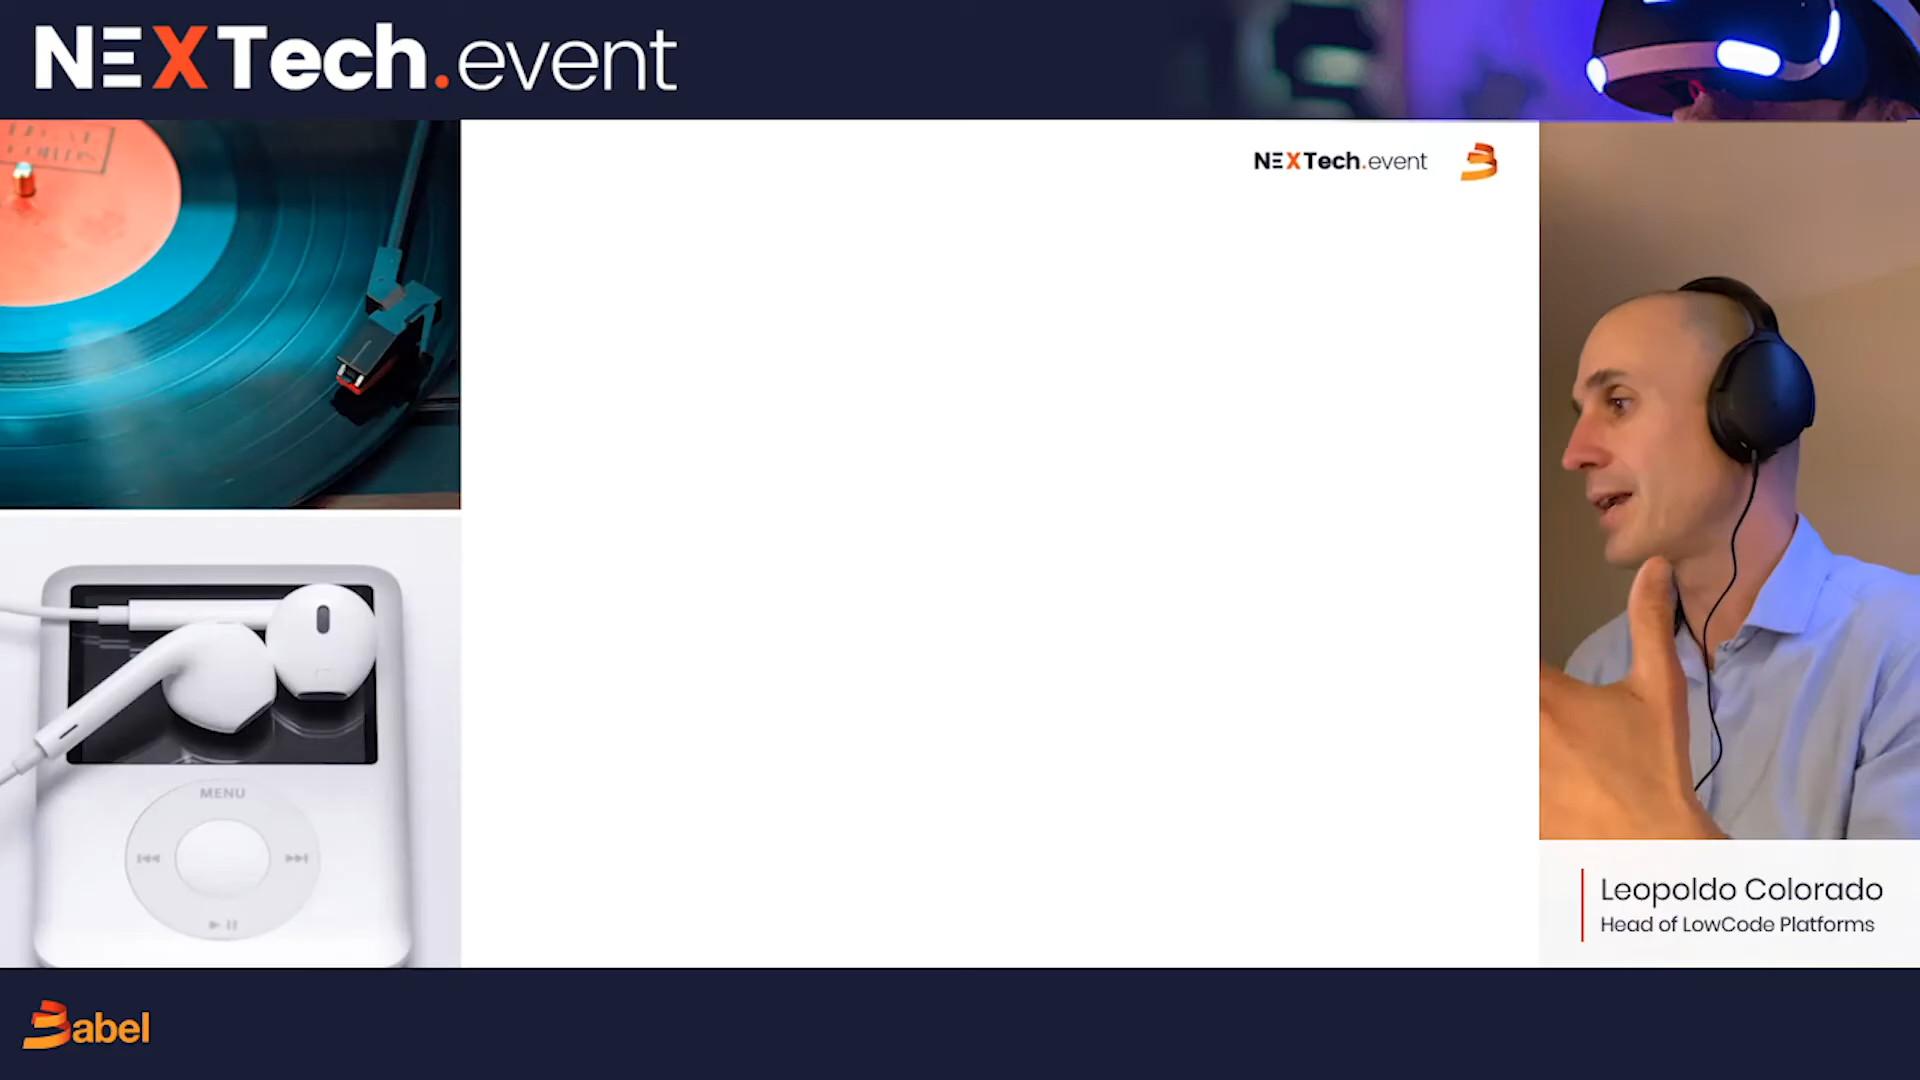 NEXTech.event
NEXTech.event
MENU
Leopoldo Colorado
Head of LowCode Platforms
Babel